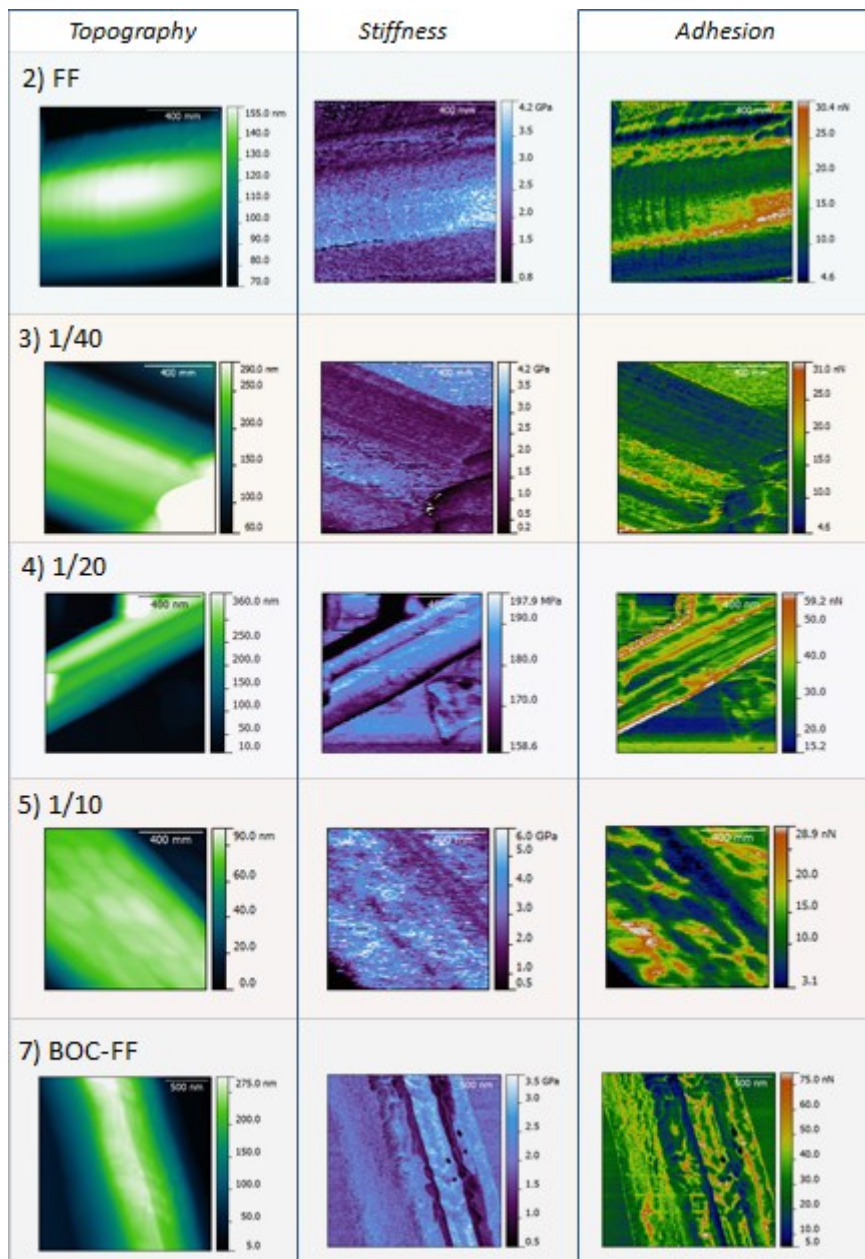 Topography Stiffness Adhesion
2) FF
400 mm 155.0 nm 140.0 130.0 120.0 110.0 100.0 90.0 80.0 70.0
400 mm 4.2 GPa 3.5 3.0 2.5 2.0 1.5 0.8
400 mm 30.4 nN 25.0 20.0 15.0 10.0 4.6
3) 1/40
400 mm 290.0 nm 250.0 200.0 150.0 100.0 60.0
400 mm 4.2 GPa 3.5 3.0 2.5 2.0 1.5 1.0 0.5 0.2
400 mm 31.0 nN 25.0 20.0 15.0 10.0 4.6
4) 1/20
400 nm 360.0 nm 300.0 250.0 200.0 150.0 100.0 50.0 10.0
400 nm 197.9 MPa 190.0 180.0 170.0 158.6
400 nm 59.2 nN 50.0 40.0 30.0 20.0 15.2
5) 1/10
400 mm 90.0 nm 80.0 60.0 40.0 20.0 0.0
400 nm 6.0 GPa 5.0 4.0 3.0 2.0 1.0 0.5
400 mm 28.9 nN 20.0 15.0 10.0 3.1
7) BOC-FF
500 nm 275.0 nm 200.0 150.0 100.0 50.0 5.0
500 nm 3.5 GPa 3.0 2.5 2.0 1.5 1.0 0.5
500 nm 75.0 nN 60.0 50.0 40.0 30.0 20.0 10.0 5.0